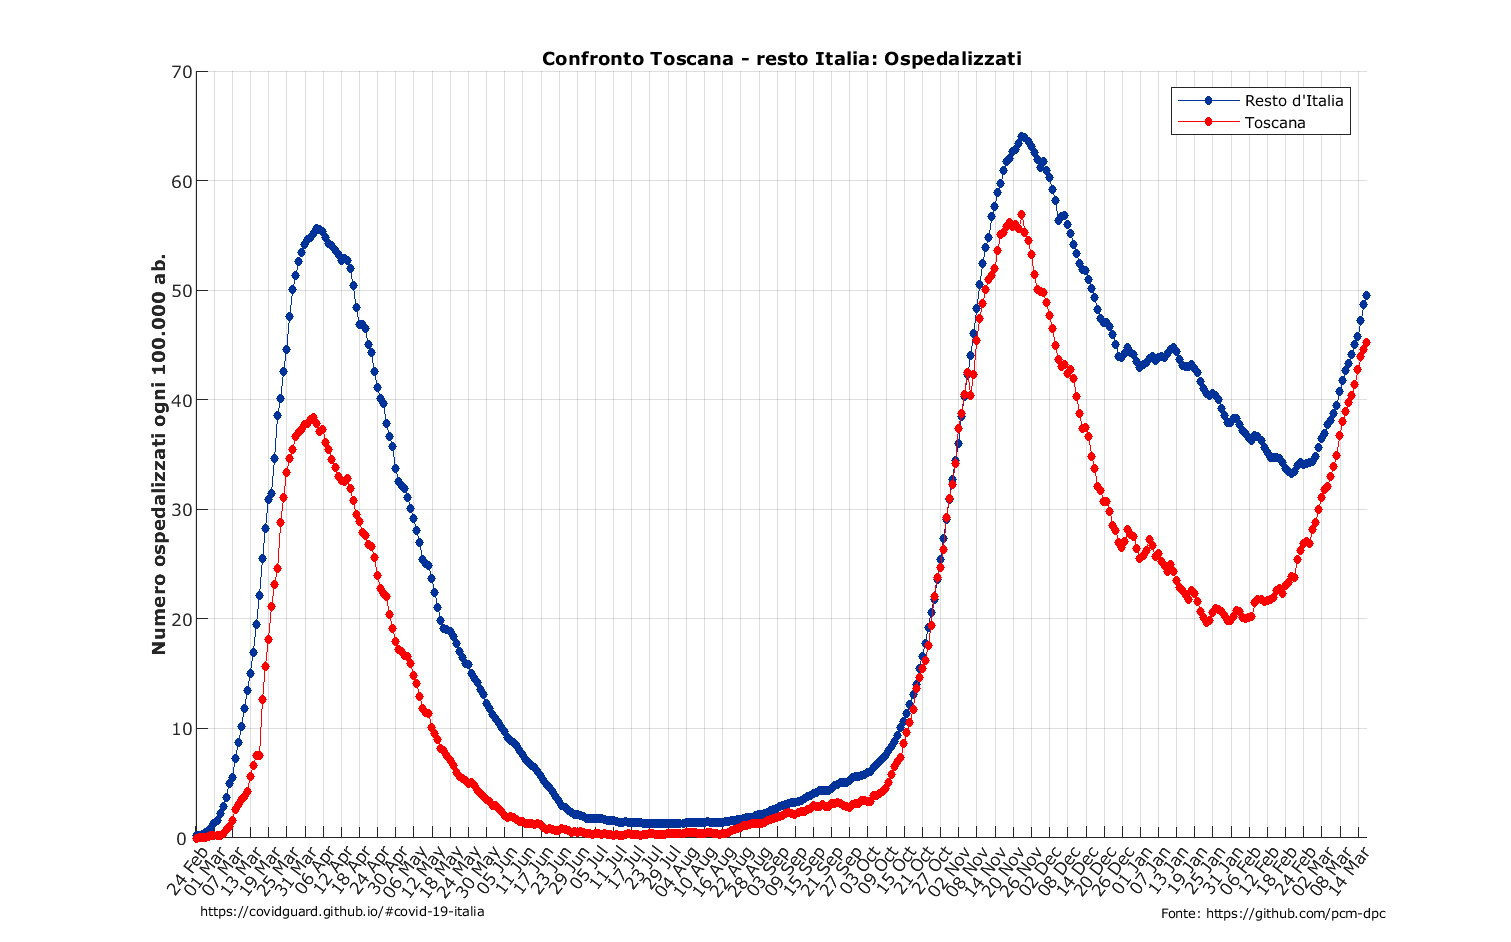 Confronto Toscana - resto Italia: Ospedalizzati
Numero ospedalizzati ogni 100.000 ab.
70
60
50
40
30
20
10
0
Resto d'Italia
Toscana
24 Feb
01 Mar
07 Mar
13 Mar
19 Mar
25 Mar
31 Mar
06 Apr
12 Apr
18 Apr
24 Apr
30 Apr
06 May
12 May
18 May
24 May
30 May
05 Jun
11 Jun
17 Jun
23 Jun
29 Jun
05 Jul
11 Jul
17 Jul
23 Jul
29 Jul
04 Aug
10 Aug
16 Aug
22 Aug
28 Aug
03 Sep
09 Sep
15 Sep
21 Sep
27 Sep
03 Oct
09 Oct
15 Oct
21 Oct
27 Oct
02 Nov
08 Nov
14 Nov
20 Nov
26 Nov
02 Dec
08 Dec
14 Dec
20 Dec
26 Dec
01 Jan
07 Jan
13 Jan
19 Jan
25 Jan
31 Jan
06 Feb
12 Feb
18 Feb
24 Feb
02 Mar
08 Mar
14 Mar
https://covidguard.github.io/#covid-19-italia
Fonte: https://github.com/pcm-dpc